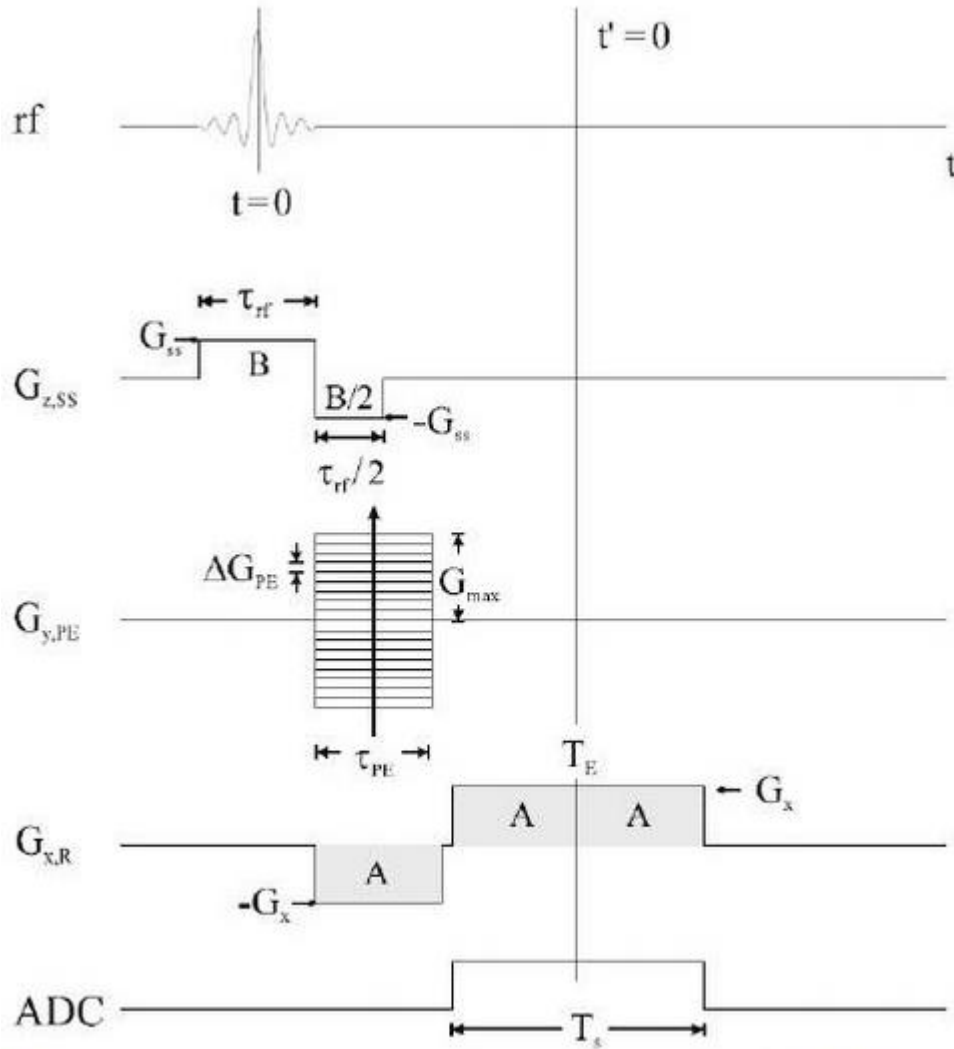 t' = 0
rf
t
t = 0
τrf
Gss
B
Gz,SS
B/2
-Gss
τrf / 2
ΔGPE
Gmax
Gy,PE
τPE
TE
Gx
A A
Gx,R
A
-Gx
ADC
Ts